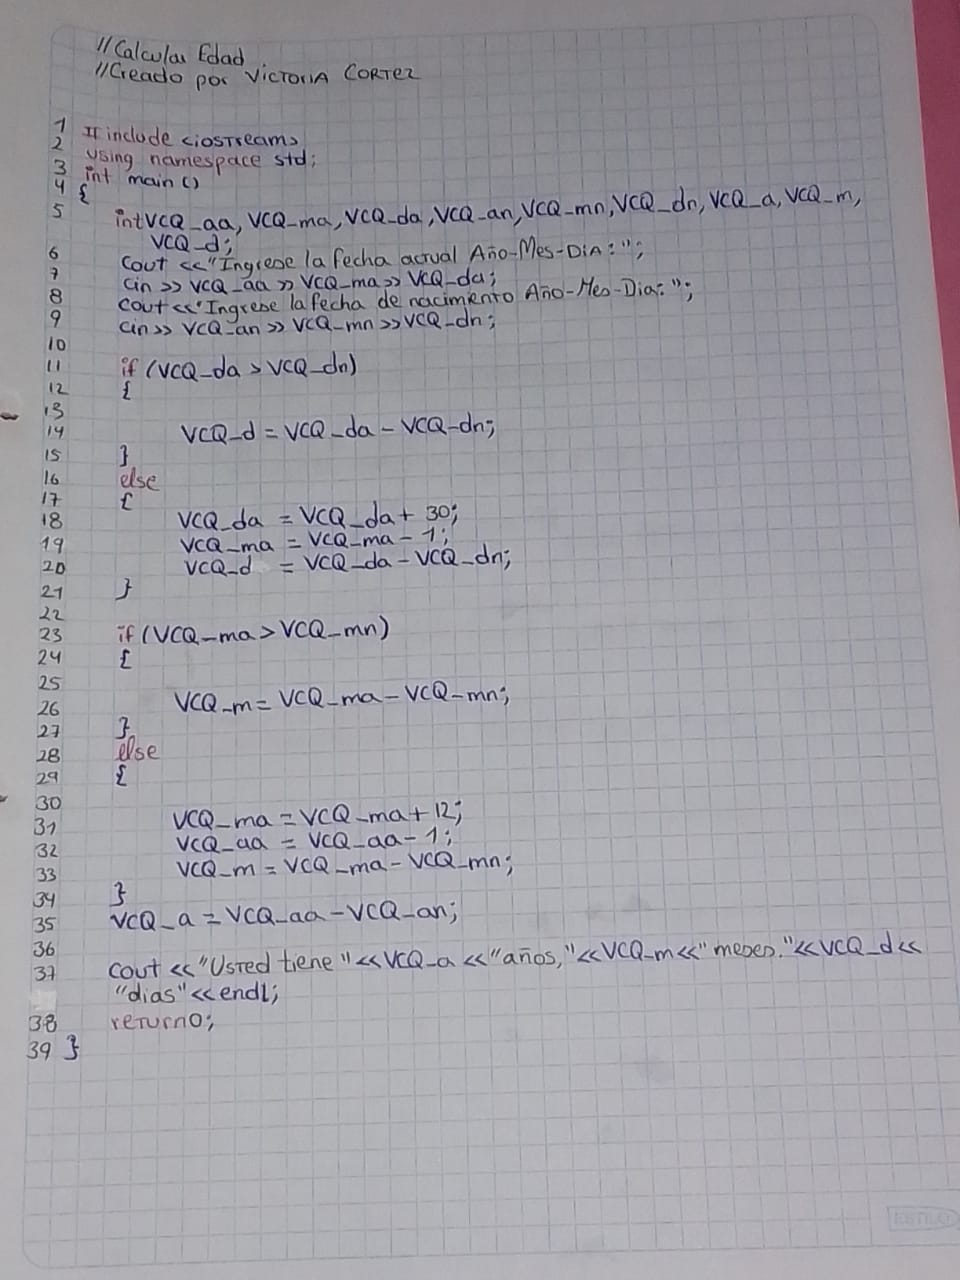 //Calcular Edad
//Creado por Victoria Cortez
1 # include <iostream>
2 using namespace std;
3 int main ()
4 {
5 int VCQ_aa, VCQ_ma, VCQ_da, VCQ_an, VCQ_mn, VCQ_dn, VCQ_a, VCQ_m,
VCQ_d;
6 cout <<"Ingrese la fecha actual Año-Mes-Dia:";
7 cin >> VCQ_aa >> VCQ_ma >> VCQ_da;
8 cout <<"Ingrese la fecha de nacimiento Año-Mes-Dia:";
9 cin >> VCQ_an >> VCQ_mn >> VCQ_dn;
10
11 if (VCQ_da > VCQ_dn)
12 {
13
14 VCQ_d = VCQ_da - VCQ_dn;
15 }
16 else
17 {
18 VCQ_da = VCQ_da + 30;
19 VCQ_ma = VCQ_ma - 1;
20 VCQ_d = VCQ_da - VCQ_dn;
21 }
22
23 if (VCQ_ma > VCQ_mn)
24 {
25
26 VCQ_m = VCQ_ma - VCQ_mn;
27 }
28 else
29 {
30
31 VCQ_ma = VCQ_ma + 12;
32 VCQ_aa = VCQ_aa - 1;
33 VCQ_m = VCQ_ma - VCQ_mn;
34 }
35 VCQ_a = VCQ_aa - VCQ_an;
36
37 cout << "Usted tiene " << VCQ_a << "años," << VCQ_m << " meses." << VCQ_d <<
"dias" << endl;
38 return0;
39 }